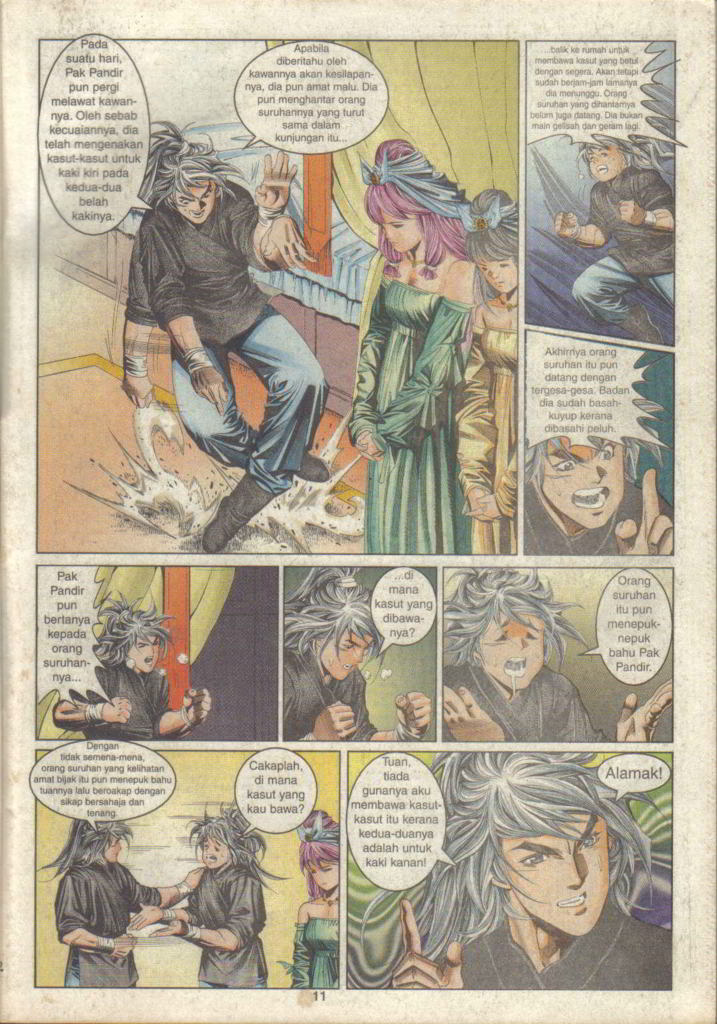 Pada
suatu hari,
Pak Pandir
pun pergi
melawat kawan-
nya. Oleh sebab
kecuaiannya, dia
telah mengenakan
kasut-kasut untuk
kaki kiri pada
kedua-dua
belah
kakinya.
Apabila
diberitahu oleh
kawannya akan kesilapan-
nya, dia pun amat malu. Dia
pun menghantar orang
suruhannya yang turut
sama dalam
kunjungan itu...
...balik ke rumah untuk
membawa kasut yang betul
dengan segera. Akan tetapi
sudah berjam-jam lamanya
dia menunggu. Orang
suruhan yang dihantarnya
belum juga datang. Dia bukan
main gelisah dan geram lagi.
Akhirnya orang
suruhan itu pun
datang dengan
tergesa-gesa. Badan
dia sudah basah-
kuyup kerana
dibasahi peluh.
Pak
Pandir
pun
bertanya
kepada
orang
suruhan-
nya...
...di
mana
kasut yang
dibawa-
nya?
Orang
suruhan
itu pun
menepuk-
nepuk
bahu Pak
Pandir.
Dengan
tidak semena-mena,
orang suruhan yang kelihatan
amat bijak itu pun menepuk bahu
tuannya lalu beroakap dengan
sikap bersahaja dan
tenang.
Cakaplah,
di mana
kasut yang
kau bawa?
Tuan,
tiada
gunanya aku
membawa kasut-
kasut itu kerana
kedua-duanya
adalah untuk
kaki kanan!
Alamak!
11